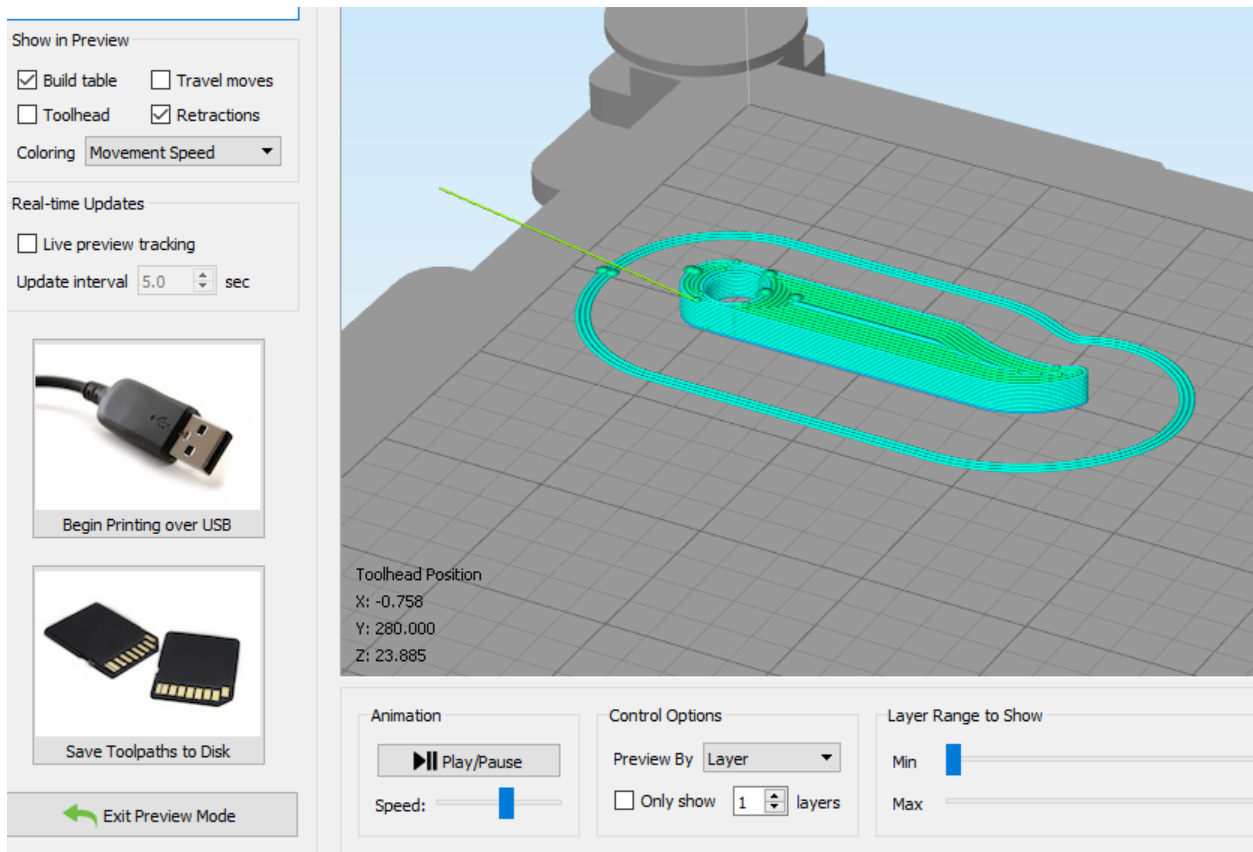 Show in Preview
Build table
Travel moves
Toolhead
Retractions
Coloring Movement Speed
Real-time Updates
Live preview tracking
Update interval 5.0 sec
Begin Printing over USB
Save Toolpaths to Disk
Exit Preview Mode
Toolhead Position
X: -0.758
Y: 280.000
Z: 23.885
Animation
Play/Pause
Speed:
Control Options
Preview By Layer
Only show 1 layers
Layer Range to Show
Min
Max